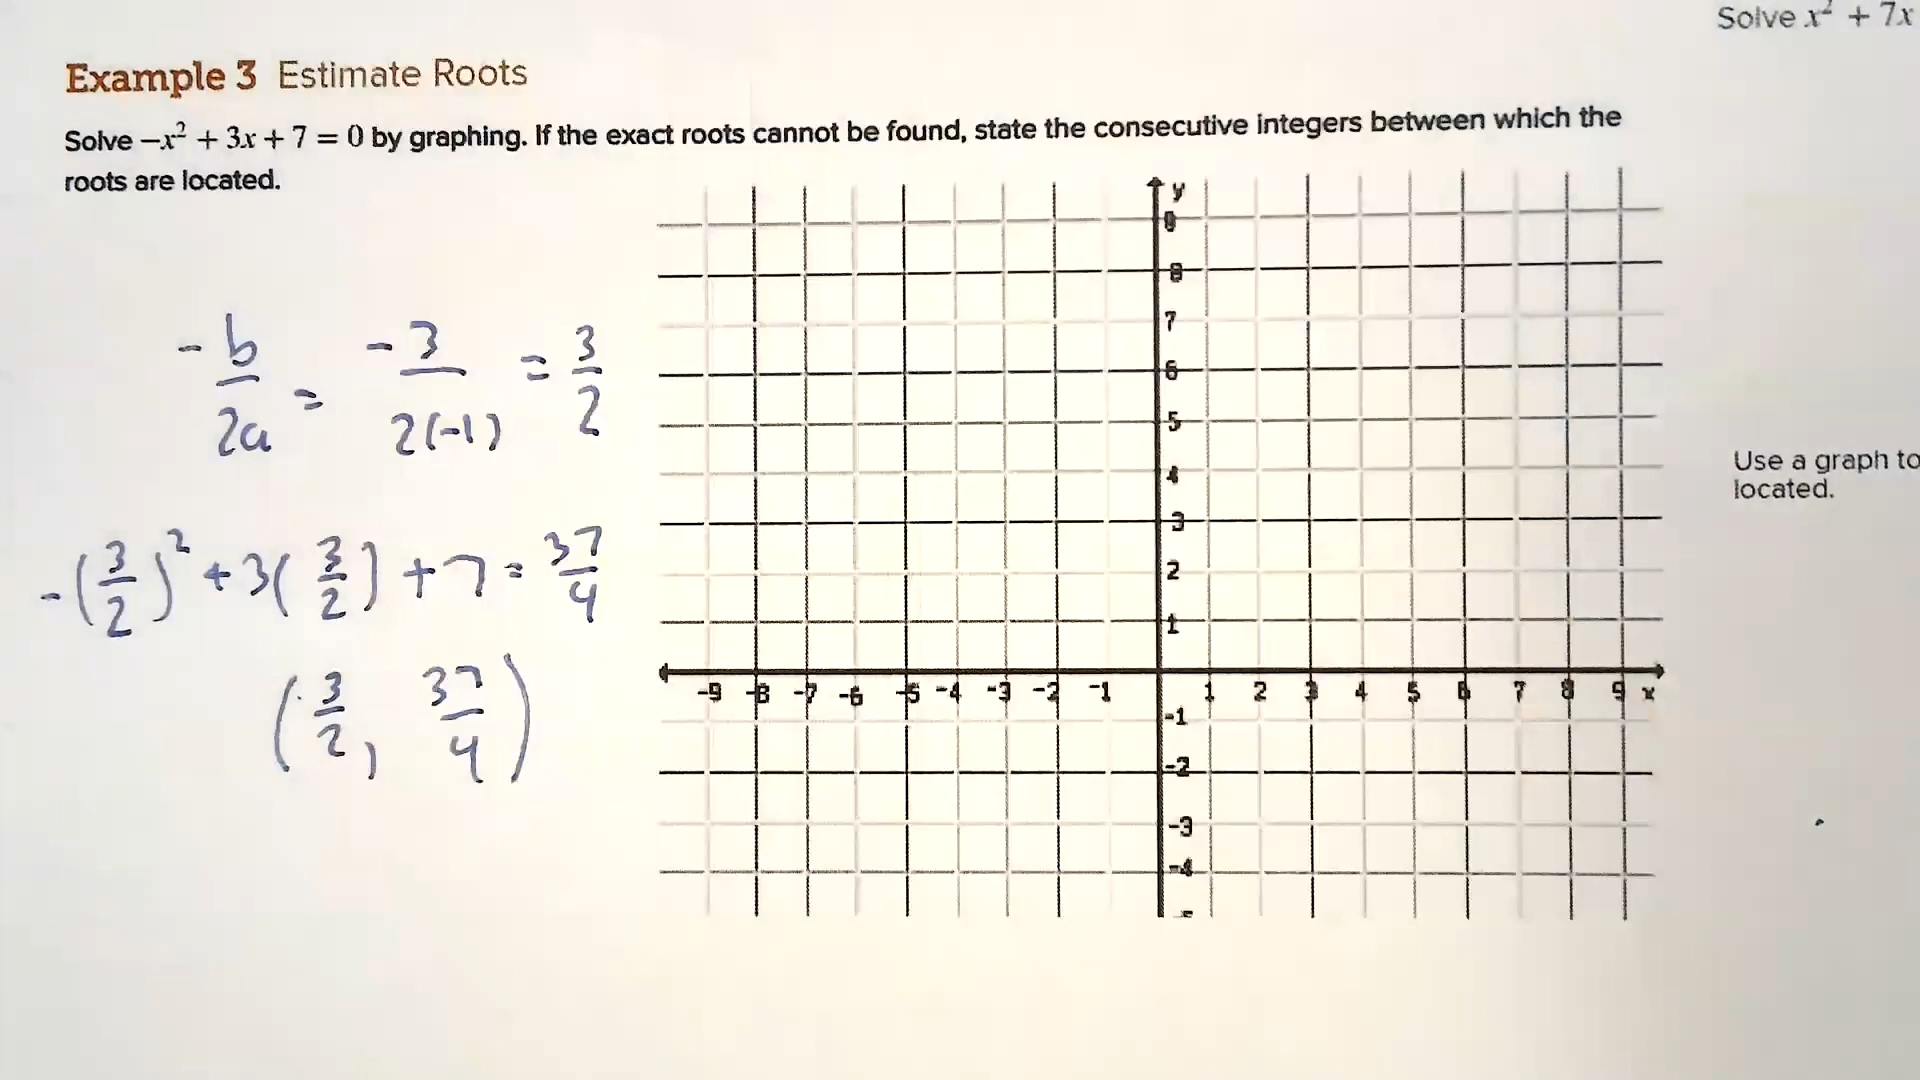 Solve x² + 7x
Example 3 Estimate Roots
Solve −x² + 3x + 7 = 0 by graphing. If the exact roots cannot be found, state the consecutive integers between which the
roots are located.
-b/2a = -3/2(-1) = 3/2
-(3/2)² + 3(3/2) + 7 = 37/4
(3/2, 37/4)
y
9
8
7
6
5
4
3
2
1
-9 -8 -7 -6 -5 -4 -3 -2 -1 1 2 3 4 5 6 7 8 9 x
-1
-2
-3
-4
Use a graph to
located.